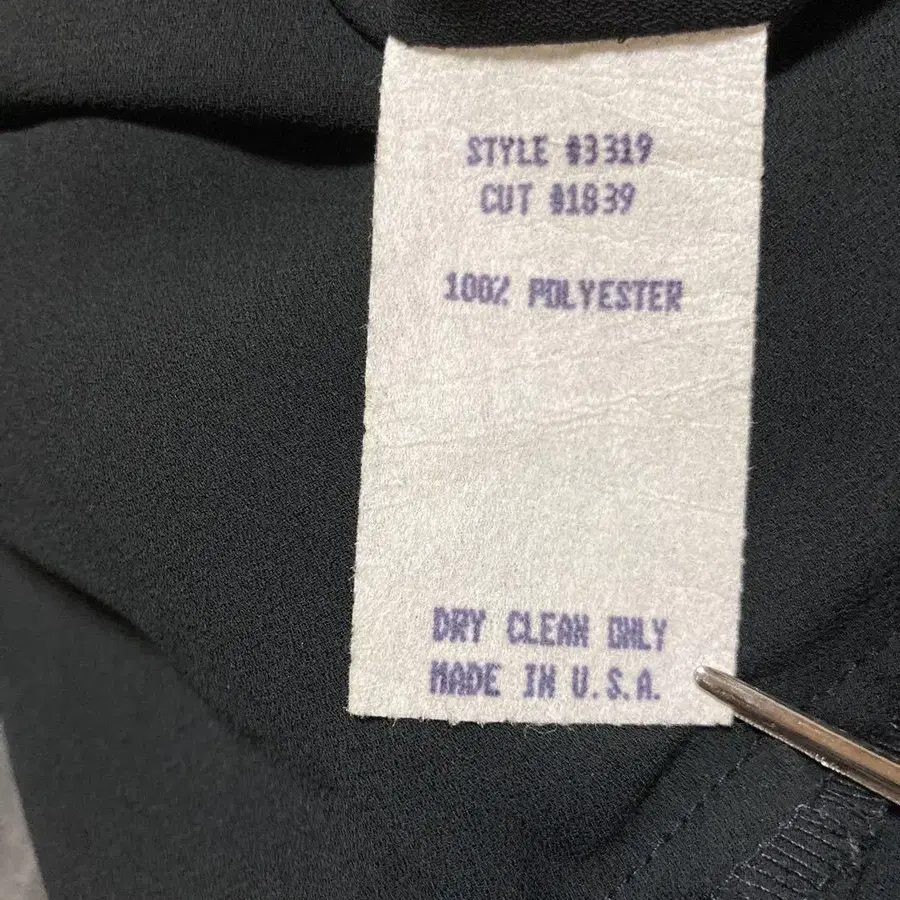 STYLE #3319
CUT #1839
100% POLYESTER
DRY CLEAN ONLY
MADE IN U.S.A.